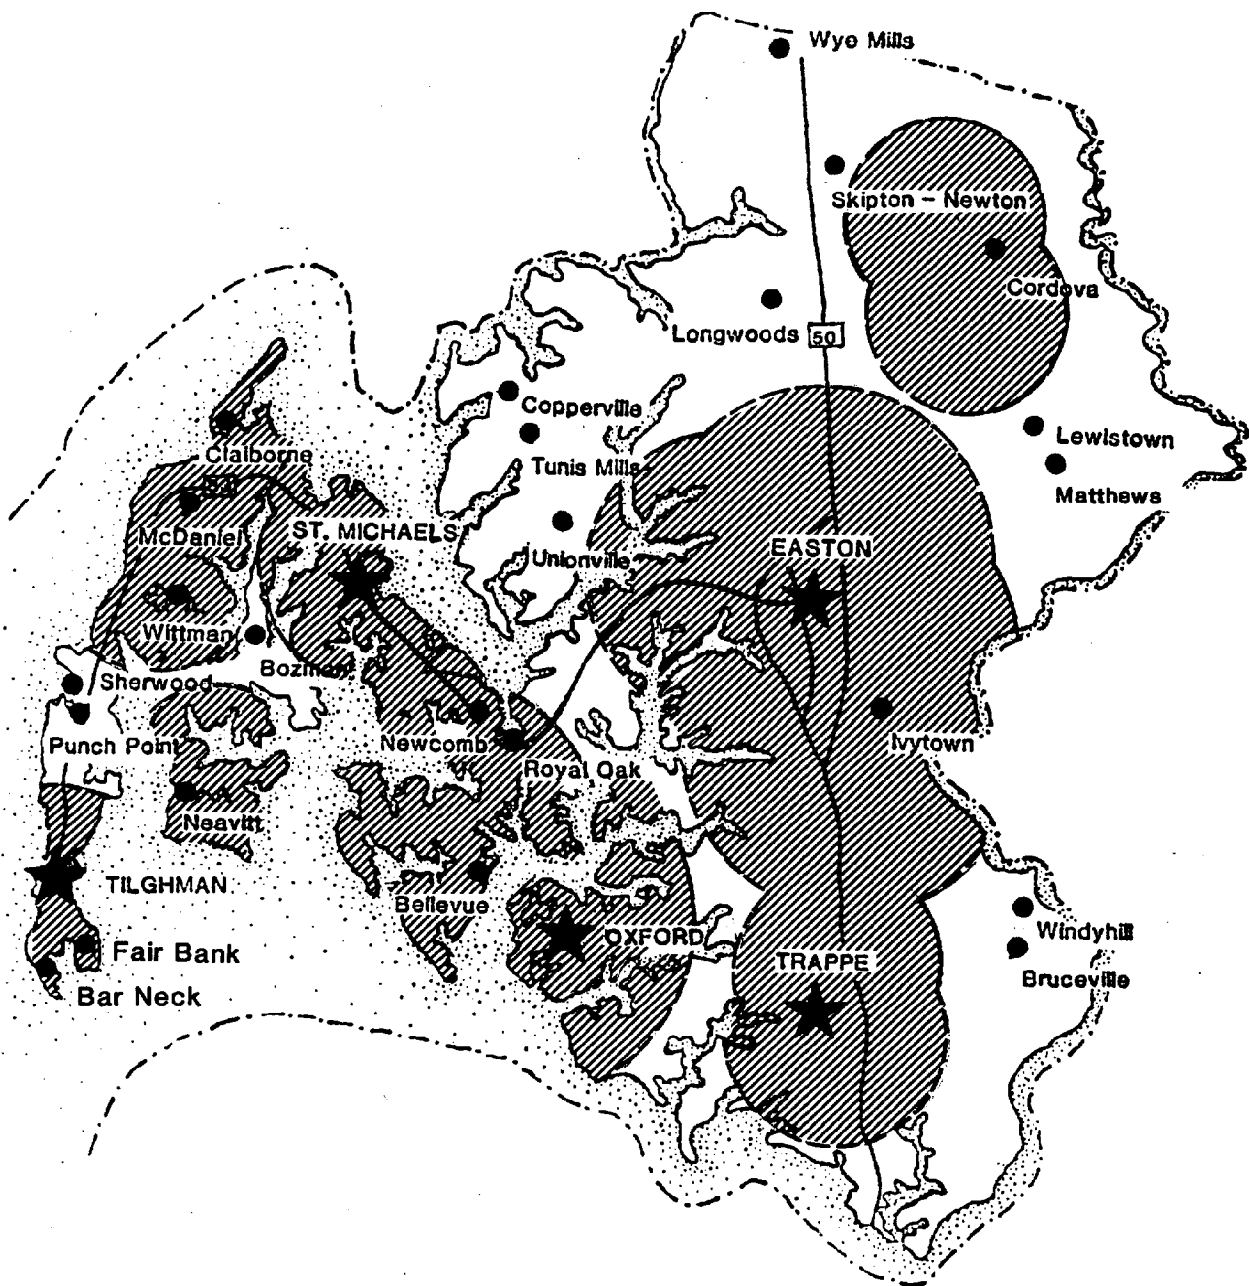 Wye Mills
Skipton – Newton
Cordova
Longwoods
50
Copperville
Lewistown
Claiborne
Tunis Mills
Matthews
McDaniel
ST. MICHAELS
Unionville
EASTON
Wittman
Bozman
Sherwood
Punch Point
Newcomb
Royal Oak
Ivytown
Neavitt
TILGHMAN
Bellevue
OXFORD
Windyhill
Fair Bank
TRAPPE
Bruceville
Bar Neck